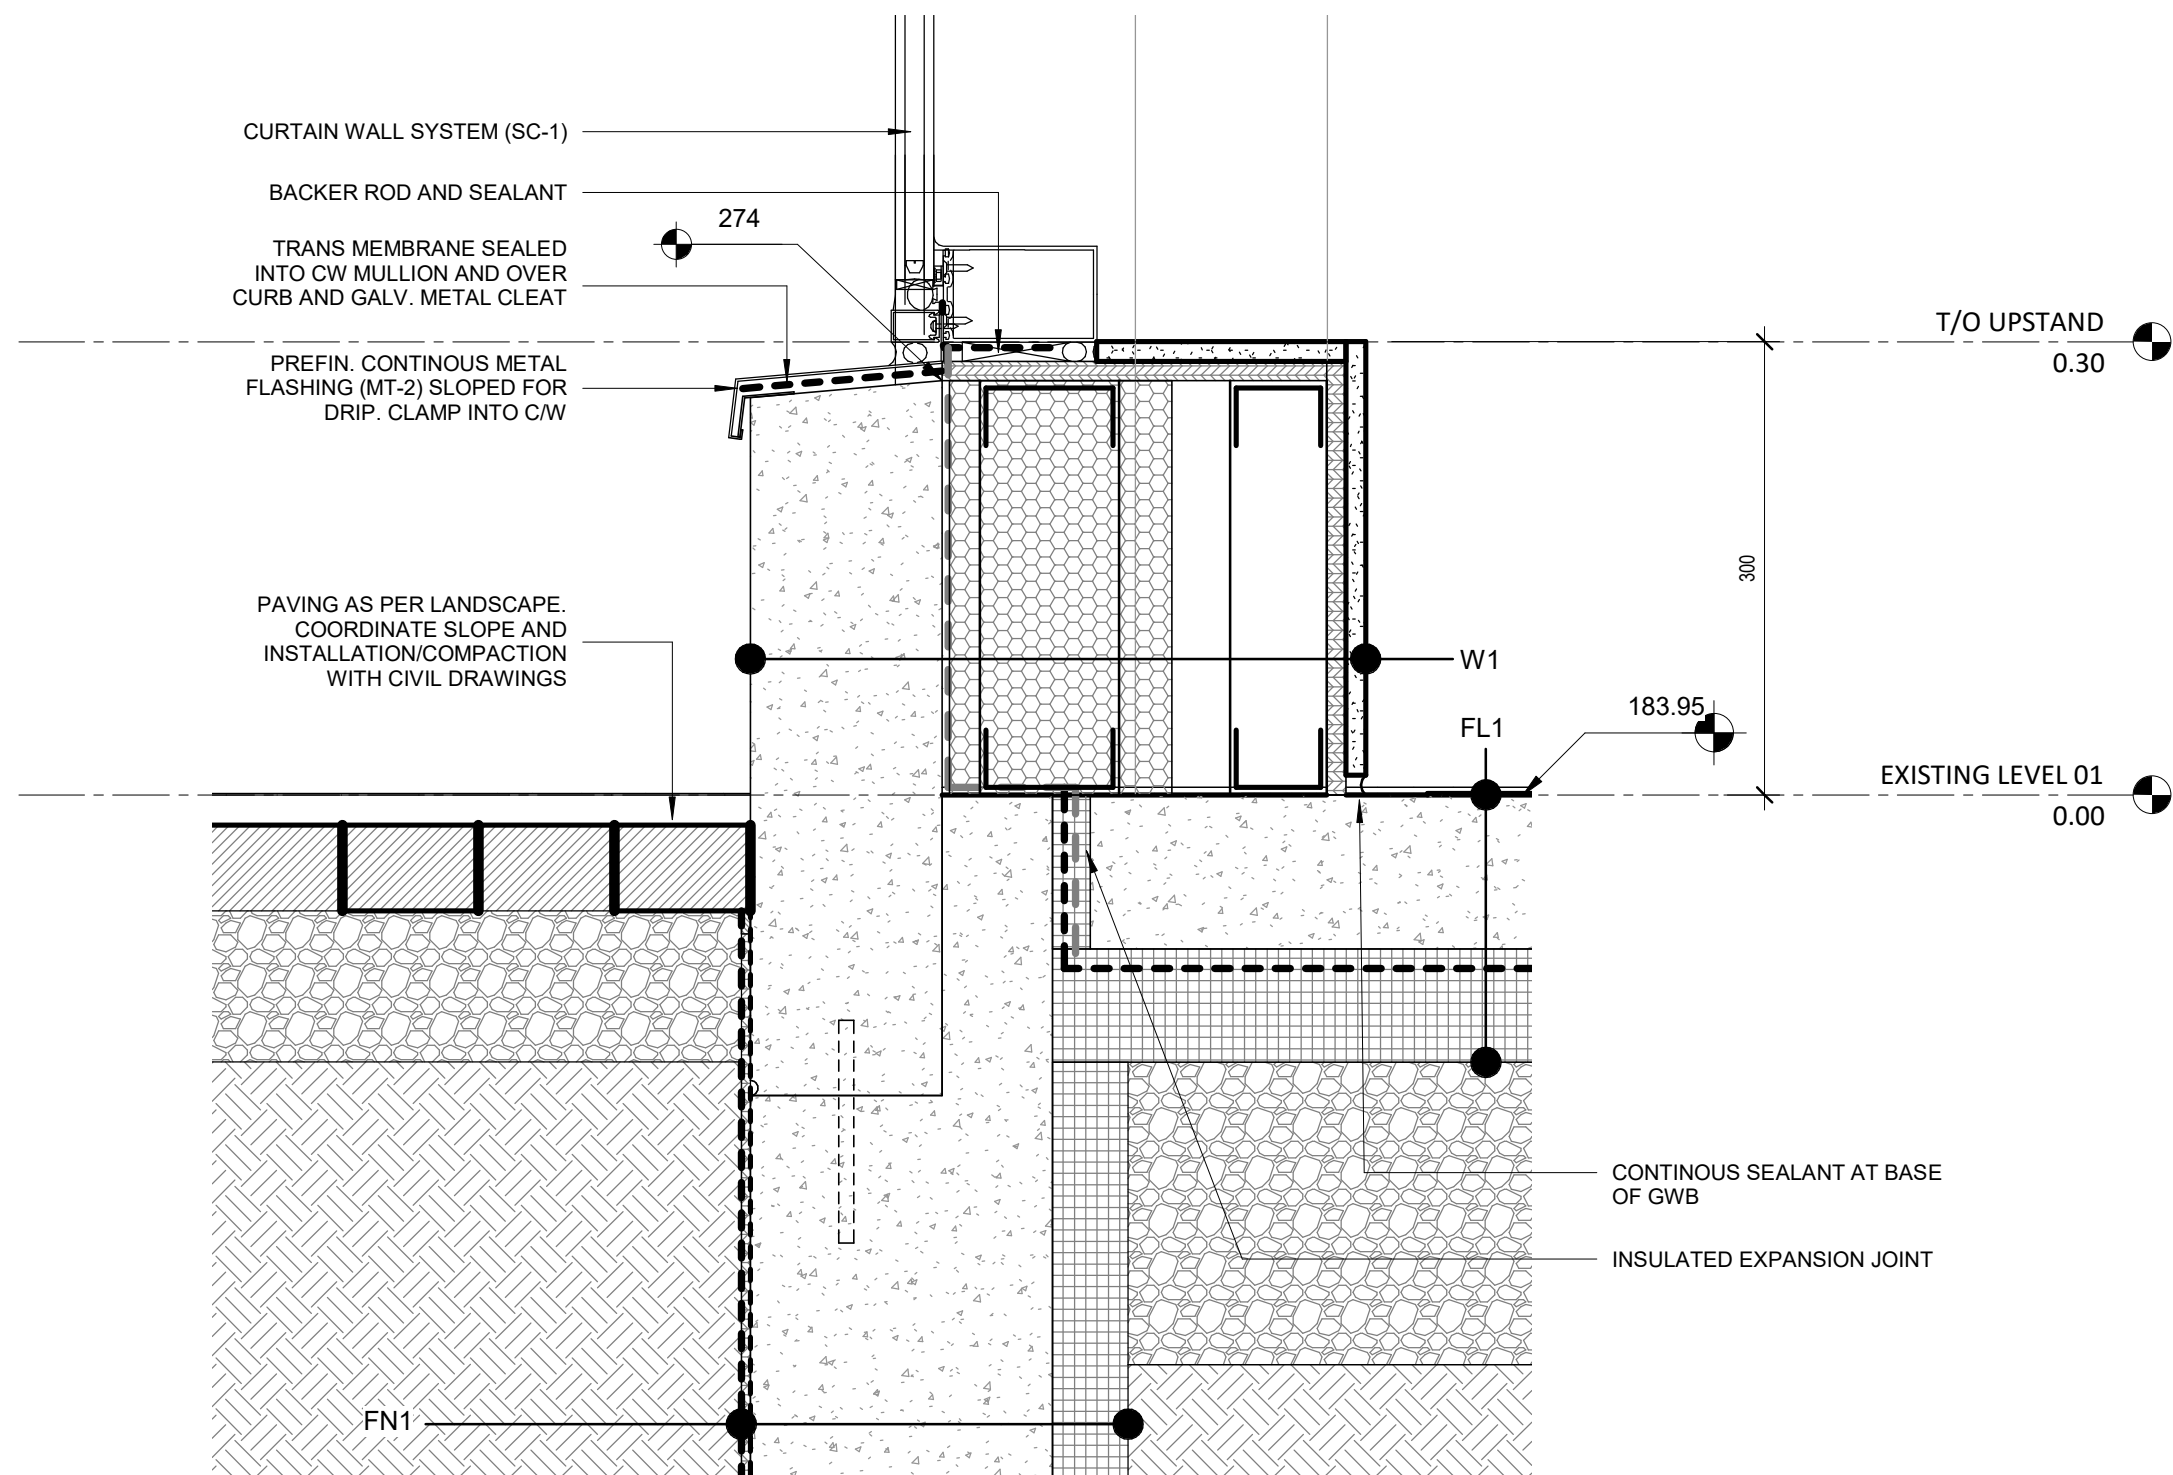 CURTAIN WALL SYSTEM (SC-1)
BACKER ROD AND SEALANT
274
TRANS MEMBRANE SEALED
INTO CW MULLION AND OVER
CURB AND GALV. METAL CLEAT
T/O UPSTAND
0.30
PREFIN. CONTINOUS METAL
FLASHING (MT-2) SLOPED FOR
DRIP. CLAMP INTO C/W
300
PAVING AS PER LANDSCAPE.
COORDINATE SLOPE AND
INSTALLATION/COMPACTION
WITH CIVIL DRAWINGS
W1
183.95
FL1
EXISTING LEVEL 01
0.00
CONTINOUS SEALANT AT BASE
OF GWB
INSULATED EXPANSION JOINT
FN1